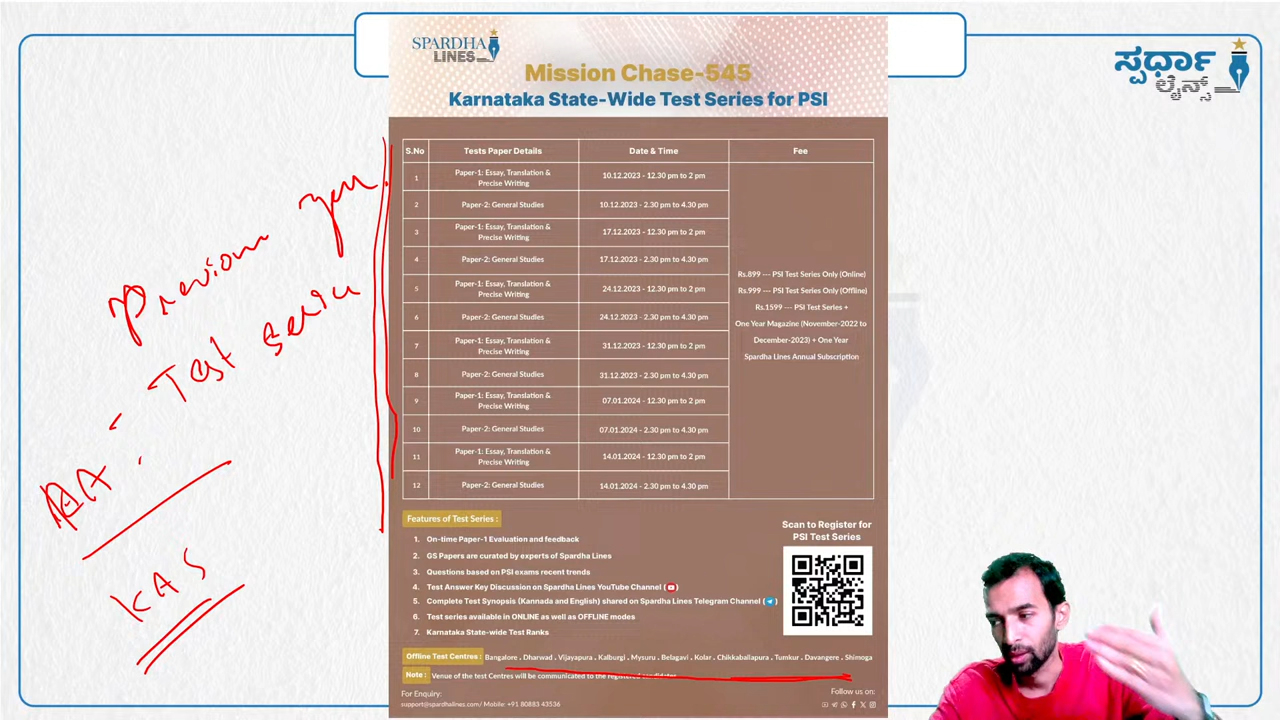 SPARDHA
LINES
Mission Chase-545
Karnataka State-Wide Test Series for PSI
ಸ್ಪರ್ಧಾ
ಲೈನ್ಸ್
S.No Tests Paper Details Date & Time Fee
1 Paper-1: Essay, Translation & Precise Writing 10.12.2023 - 12.30 pm to 2 pm
2 Paper-2: General Studies 10.12.2023 - 2.30 pm to 4.30 pm
3 Paper-1: Essay, Translation & Precise Writing 17.12.2023 - 12.30 pm to 2 pm
4 Paper-2: General Studies 17.12.2023 - 2.30 pm to 4.30 pm
5 Paper-1: Essay, Translation & Precise Writing 24.12.2023 - 12.30 pm to 2 pm
6 Paper-2: General Studies 24.12.2023 - 2.30 pm to 4.30 pm
7 Paper-1: Essay, Translation & Precise Writing 31.12.2023 - 12.30 pm to 2 pm
8 Paper-2: General Studies 31.12.2023 - 2.30 pm to 4.30 pm
9 Paper-1: Essay, Translation & Precise Writing 07.01.2024 - 12.30 pm to 2 pm
10 Paper-2: General Studies 07.01.2024 - 2.30 pm to 4.30 pm
11 Paper-1: Essay, Translation & Precise Writing 14.01.2024 - 12.30 pm to 2 pm
12 Paper-2: General Studies 14.01.2024 - 2.30 pm to 4.30 pm
Rs.899 --- PSI Test Series Only (Online)
Rs.999 --- PSI Test Series Only (Offline)
Rs.1599 --- PSI Test Series +
One Year Magazine (November-2022 to
December-2023) + One Year
Spardha Lines Annual Subscription
Features of Test Series :
1. On-time Paper-1 Evaluation and feedback
2. GS Papers are curated by experts of Spardha Lines
3. Questions based on PSI exams recent trends
4. Test Answer Key Discussion on Spardha Lines YouTube Channel ( )
5. Complete Test Synopsis (Kannada and English) shared on Spardha Lines Telegram Channel ( )
6. Test series available in ONLINE as well as OFFLINE modes
7. Karnataka State-wide Test Ranks
Scan to Register for
PSI Test Series
Offline Test Centres : Bangalore . Dharwad . Vijayapura . Kalburgi . Mysuru . Belagavi . Kolar . Chikkaballapura . Tumkur . Davangere . Shimoga
Note : Venue of the test Centres will be communicated to the registered candidates
For Enquiry:
support@spardhalines.com/ Mobile: +91 80883 43536
Follow us on:
Previous year
Test Series
KAS